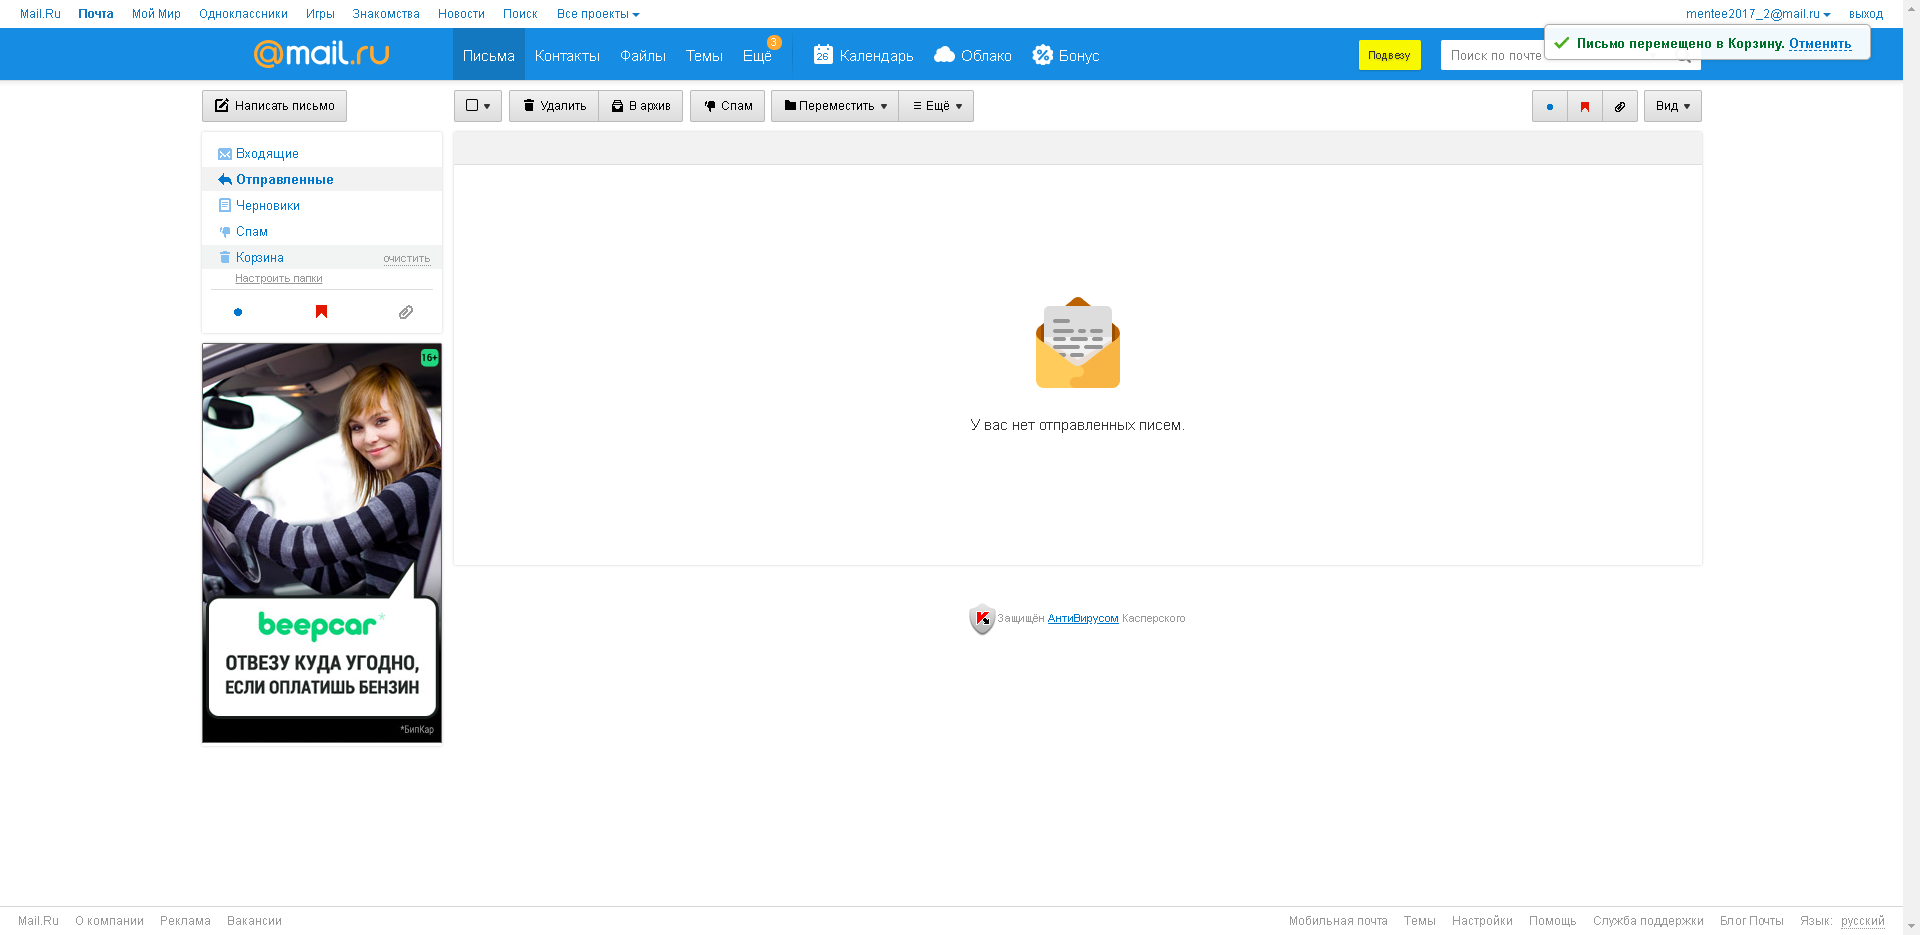 Mail.Ru Почта Мой Мир Одноклассники Игры Знакомства Новости Поиск Все проекты mentee2017_2@mail.ru выход
@mail.ru Письма Контакты Файлы Темы Ещё 3 26 Календарь Облако Бонус Подвезу Поиск по почте
Письмо перемещено в Корзину. Отменить
Написать письмо Удалить В архив Спам Переместить Ещё Вид
Входящие
Отправленные
Черновики
Спам
Корзина очистить
Настроить папки
16+
beepcar*
ОТВЕЗУ КУДА УГОДНО,
ЕСЛИ ОПЛАТИШЬ БЕНЗИН
*БипКар
У вас нет отправленных писем.
Защищён АнтиВирусом Касперского
Mail.Ru О компании Реклама Вакансии Мобильная почта Темы Настройки Помощь Служба поддержки Блог Почты Язык: русский